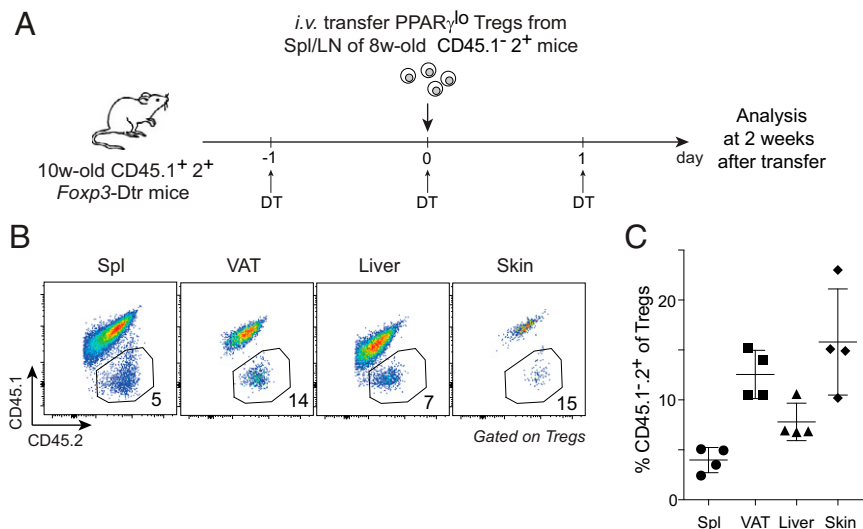 A
i.v. transfer PPARγlo Tregs from
Spl/LN of 8w-old CD45.1- 2+ mice
10w-old CD45.1+ 2+
Foxp3-Dtr mice
-1
0
1
day
DT
DT
DT
Analysis
at 2 weeks
after transfer
B
Spl
VAT
Liver
Skin
5
14
7
15
CD45.1
CD45.2
Gated on Tregs
C
% CD45.1-.2+ of Tregs
20
10
0
Spl
VAT
Liver
Skin